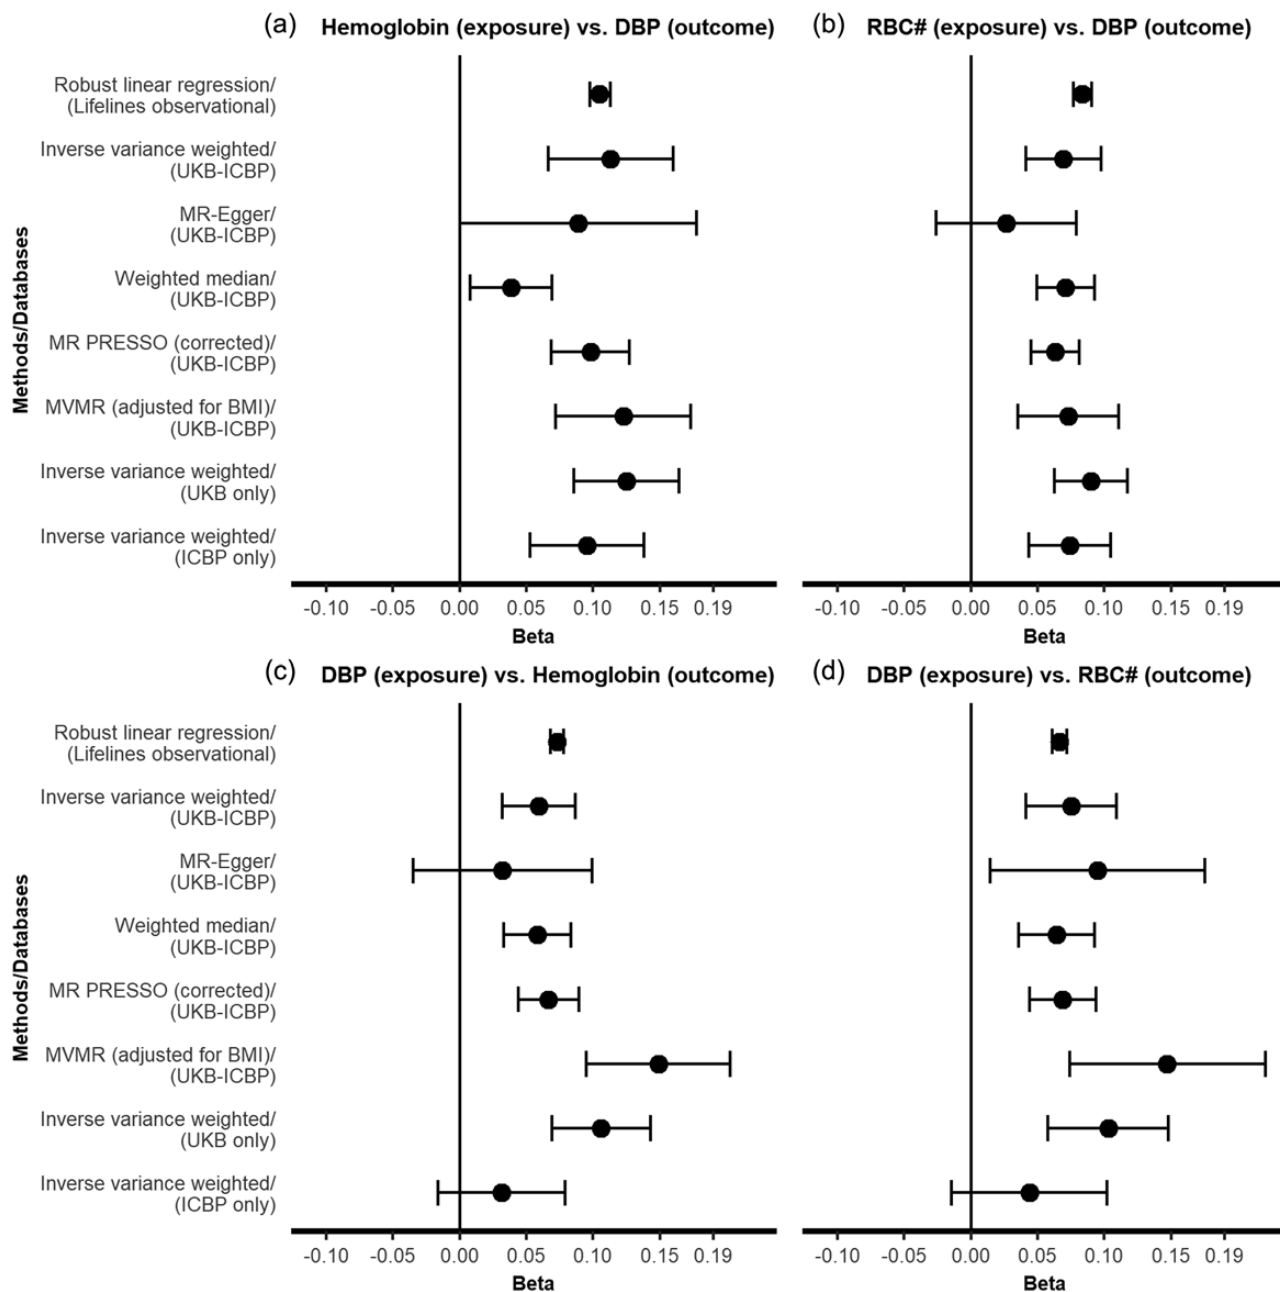 (a) Hemoglobin (exposure) vs. DBP (outcome)
(b) RBC# (exposure) vs. DBP (outcome)
Methods/Databases
Robust linear regression/
(Lifelines observational)
Inverse variance weighted/
(UKB-ICBP)
MR-Egger/
(UKB-ICBP)
Weighted median/
(UKB-ICBP)
MR PRESSO (corrected)/
(UKB-ICBP)
MVMR (adjusted for BMI)/
(UKB-ICBP)
Inverse variance weighted/
(UKB only)
Inverse variance weighted/
(ICBP only)
-0.10 -0.05 0.00 0.05 0.10 0.15 0.19
Beta
-0.10 -0.05 0.00 0.05 0.10 0.15 0.19
Beta
(c) DBP (exposure) vs. Hemoglobin (outcome)
(d) DBP (exposure) vs. RBC# (outcome)
Methods/Databases
Robust linear regression/
(Lifelines observational)
Inverse variance weighted/
(UKB-ICBP)
MR-Egger/
(UKB-ICBP)
Weighted median/
(UKB-ICBP)
MR PRESSO (corrected)/
(UKB-ICBP)
MVMR (adjusted for BMI)/
(UKB-ICBP)
Inverse variance weighted/
(UKB only)
Inverse variance weighted/
(ICBP only)
-0.10 -0.05 0.00 0.05 0.10 0.15 0.19
Beta
-0.10 -0.05 0.00 0.05 0.10 0.15 0.19
Beta